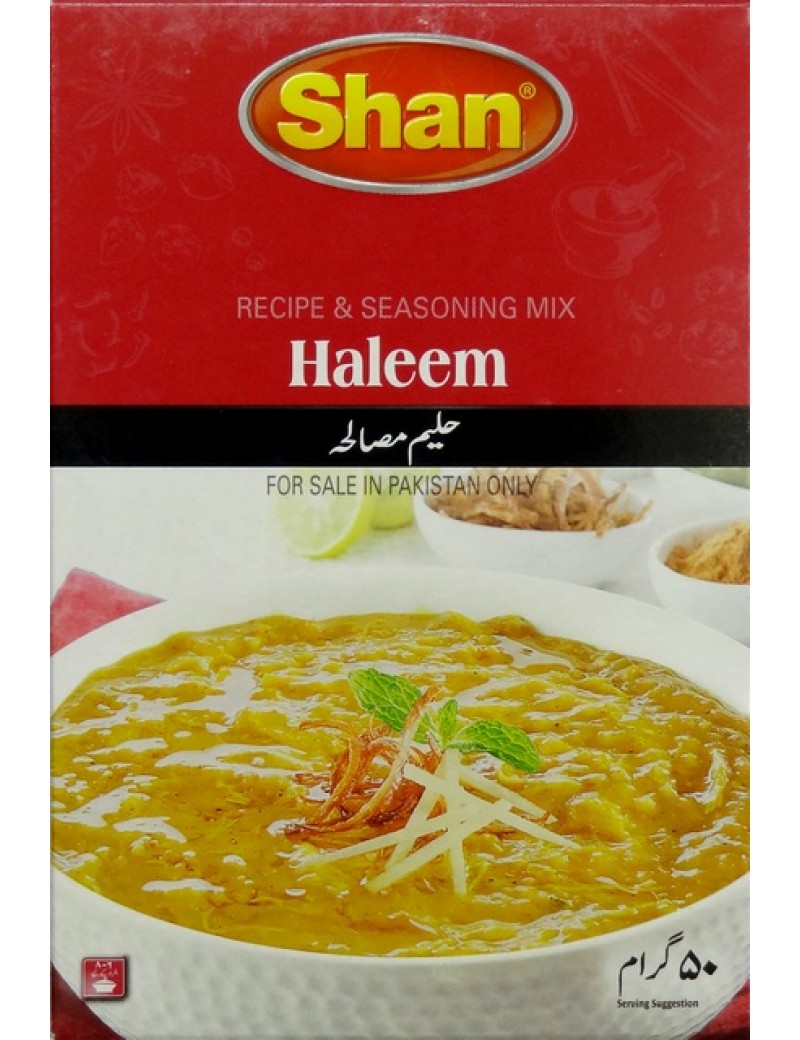 Shan®
RECIPE & SEASONING MIX
Haleem
حلیم مصالحہ
FOR SALE IN PAKISTAN ONLY
۵۰ گرام
Serving Suggestion